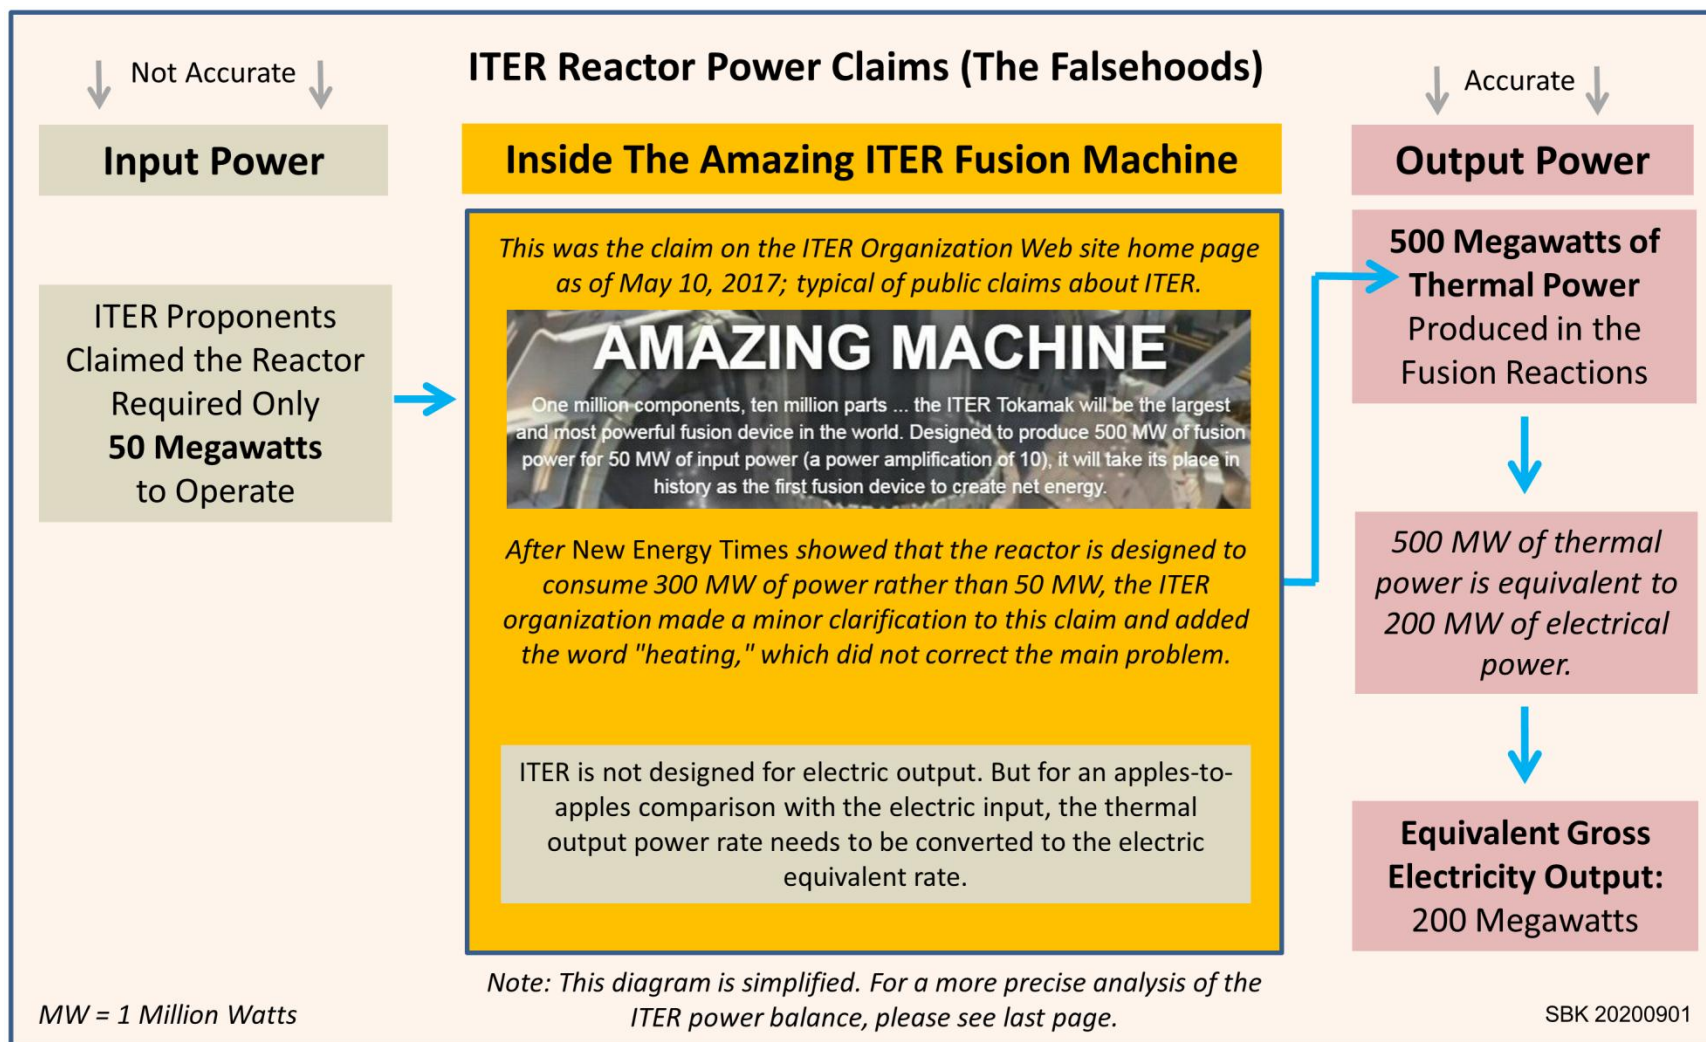 ITER Reactor Power Claims (The Falsehoods)
Not Accurate
Input Power
ITER Proponents
Claimed the Reactor
Required Only
50 Megawatts
to Operate
Inside The Amazing ITER Fusion Machine
This was the claim on the ITER Organization Web site home page
as of May 10, 2017; typical of public claims about ITER.
AMAZING MACHINE
One million components, ten million parts ... the ITER Tokamak will be the largest
and most powerful fusion device in the world. Designed to produce 500 MW of fusion
power for 50 MW of input power (a power amplification of 10), it will take its place in
history as the first fusion device to create net energy.
After New Energy Times showed that the reactor is designed to
consume 300 MW of power rather than 50 MW, the ITER
organization made a minor clarification to this claim and added
the word "heating," which did not correct the main problem.
ITER is not designed for electric output. But for an apples-to-
apples comparison with the electric input, the thermal
output power rate needs to be converted to the electric
equivalent rate.
Accurate
Output Power
500 Megawatts of
Thermal Power
Produced in the
Fusion Reactions
500 MW of thermal
power is equivalent to
200 MW of electrical
power.
Equivalent Gross
Electricity Output:
200 Megawatts
MW = 1 Million Watts
Note: This diagram is simplified. For a more precise analysis of the
ITER power balance, please see last page.
SBK 20200901